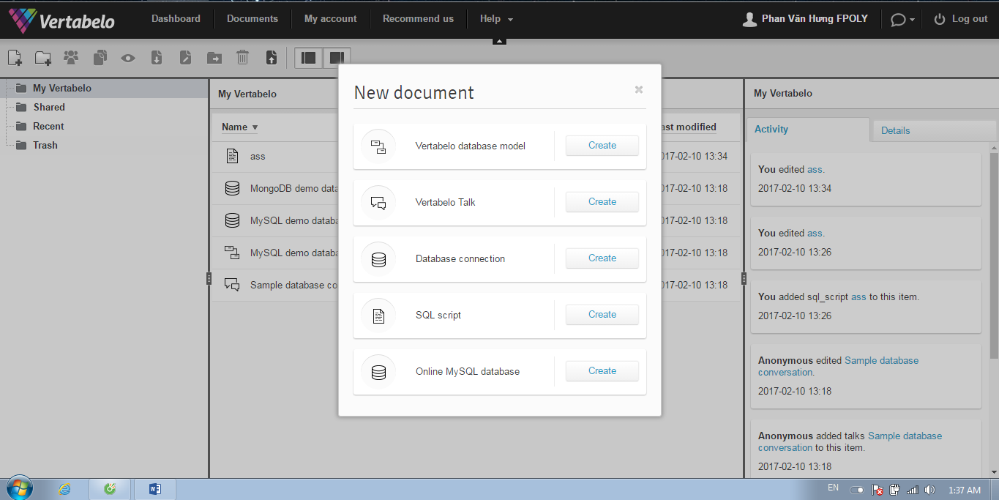 Vertabelo
Dashboard
Documents
My account
Recommend us
Help
Phan Văn Hưng FPOLY
Log out
My Vertabelo
Shared
Recent
Trash
My Vertabelo
Name
ast modified
ass
017-02-10 13:34
MongoDB demo data
017-02-10 13:18
MySQL demo databa
017-02-10 13:18
MySQL demo databa
017-02-10 13:18
Sample database co
017-02-10 13:18
New document
Vertabelo database model
Create
Vertabelo Talk
Create
Database connection
Create
SQL script
Create
Online MySQL database
Create
My Vertabelo
Activity
Details
You edited ass.
2017-02-10 13:34
You edited ass.
2017-02-10 13:26
You added sql_script ass to this item.
2017-02-10 13:26
Anonymous edited Sample database
conversation.
2017-02-10 13:18
Anonymous added talks Sample database
conversation to this item.
2017-02-10 13:18
EN
1:37 AM